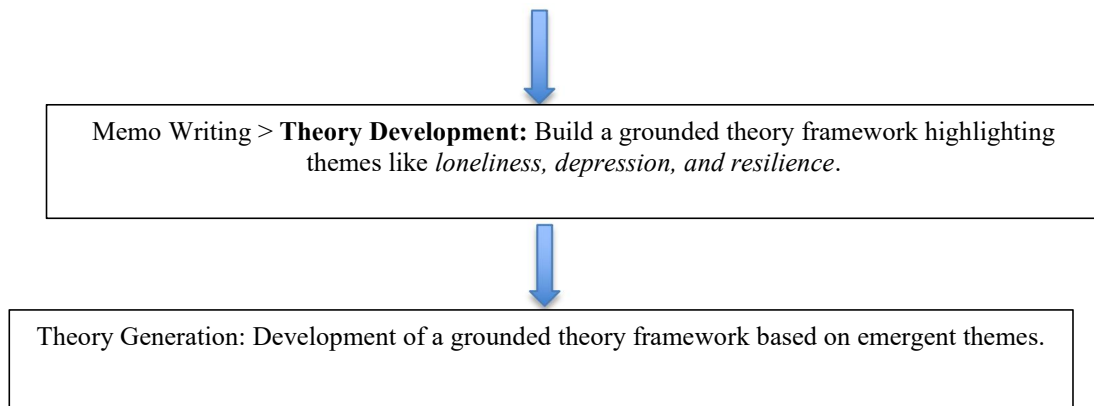 Memo Writing > Theory Development: Build a grounded theory framework highlighting
themes like loneliness, depression, and resilience.
Theory Generation: Development of a grounded theory framework based on emergent themes.